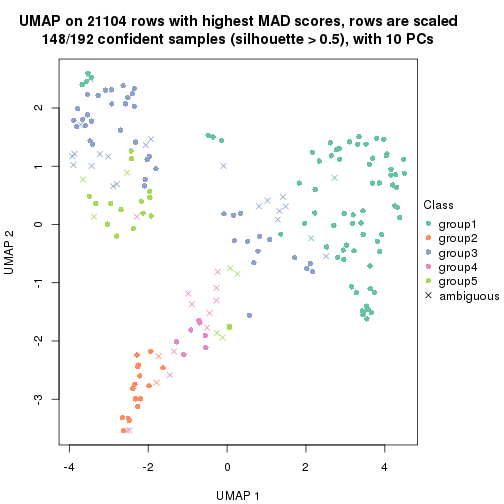 UMAP on 21104 rows with highest MAD scores, rows are scaled
148/192 confident samples (silhouette > 0.5), with 10 PCs
2
1
0
-1
-2
-3
UMAP 2
-4
-2
0
2
4
UMAP 1
Class
group1
group2
group3
group4
group5
ambiguous